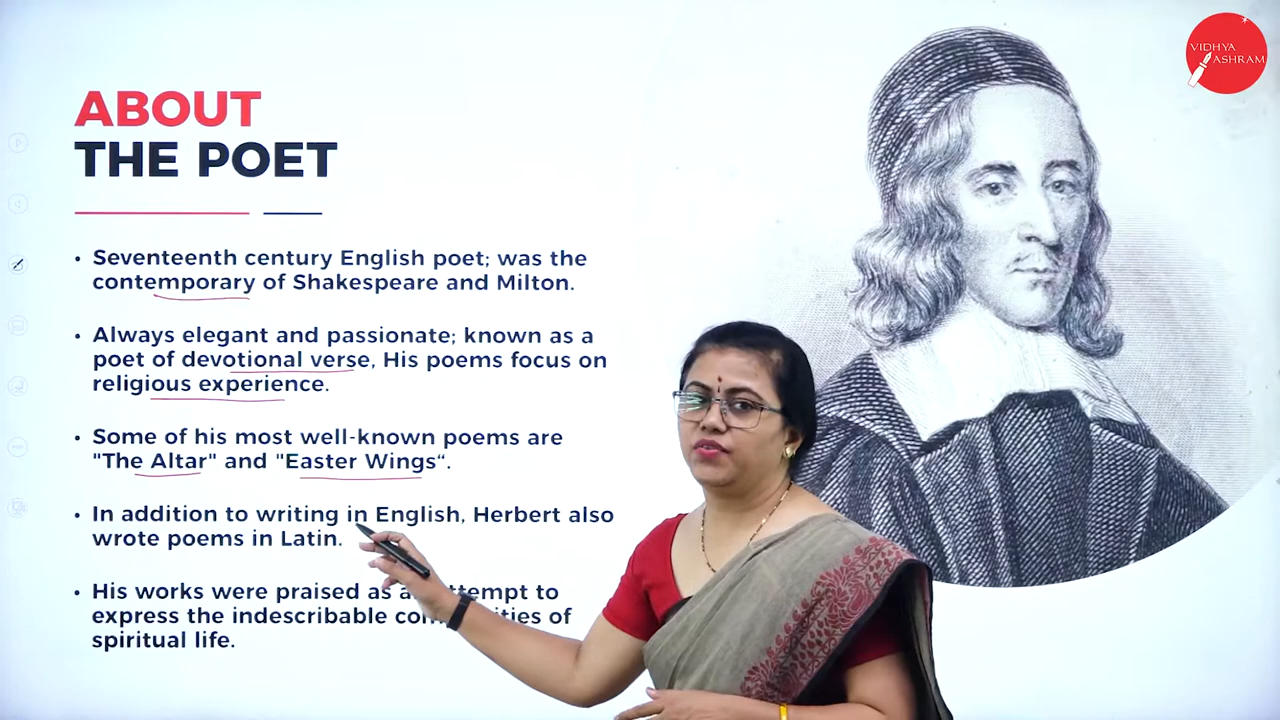 VIDHYA
ASHRAM
ABOUT
THE POET
• Seventeenth century English poet; was the
contemporary of Shakespeare and Milton.
• Always elegant and passionate; known as a
poet of devotional verse, His poems focus on
religious experience.
• Some of his most well-known poems are
"The Altar" and "Easter Wings“.
• In addition to writing in English, Herbert also
wrote poems in Latin.
• His works were praised as to
express the indescribable of
spiritual life.